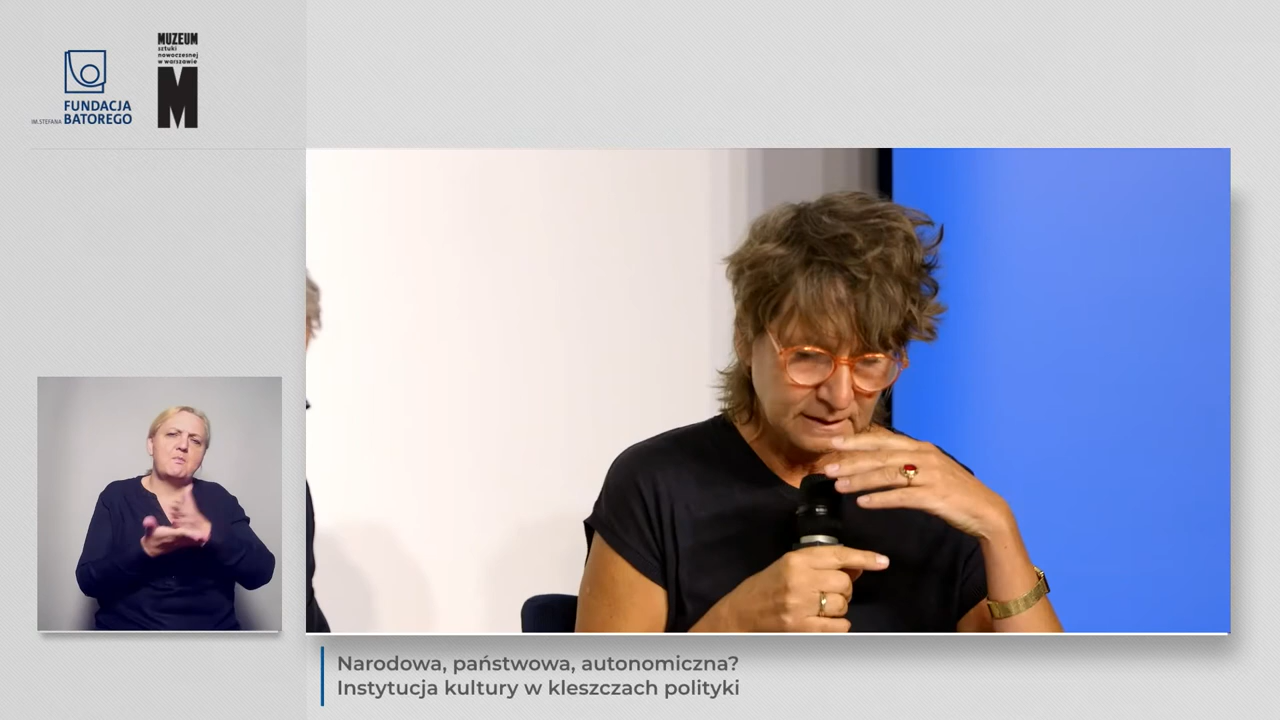 MUZEUM
sztuki
nowoczesnej
w warszawie
M
FUNDACJA
IM. STEFANA BATOREGO
Narodowa, państwowa, autonomiczna?
Instytucja kultury w kleszczach polityki